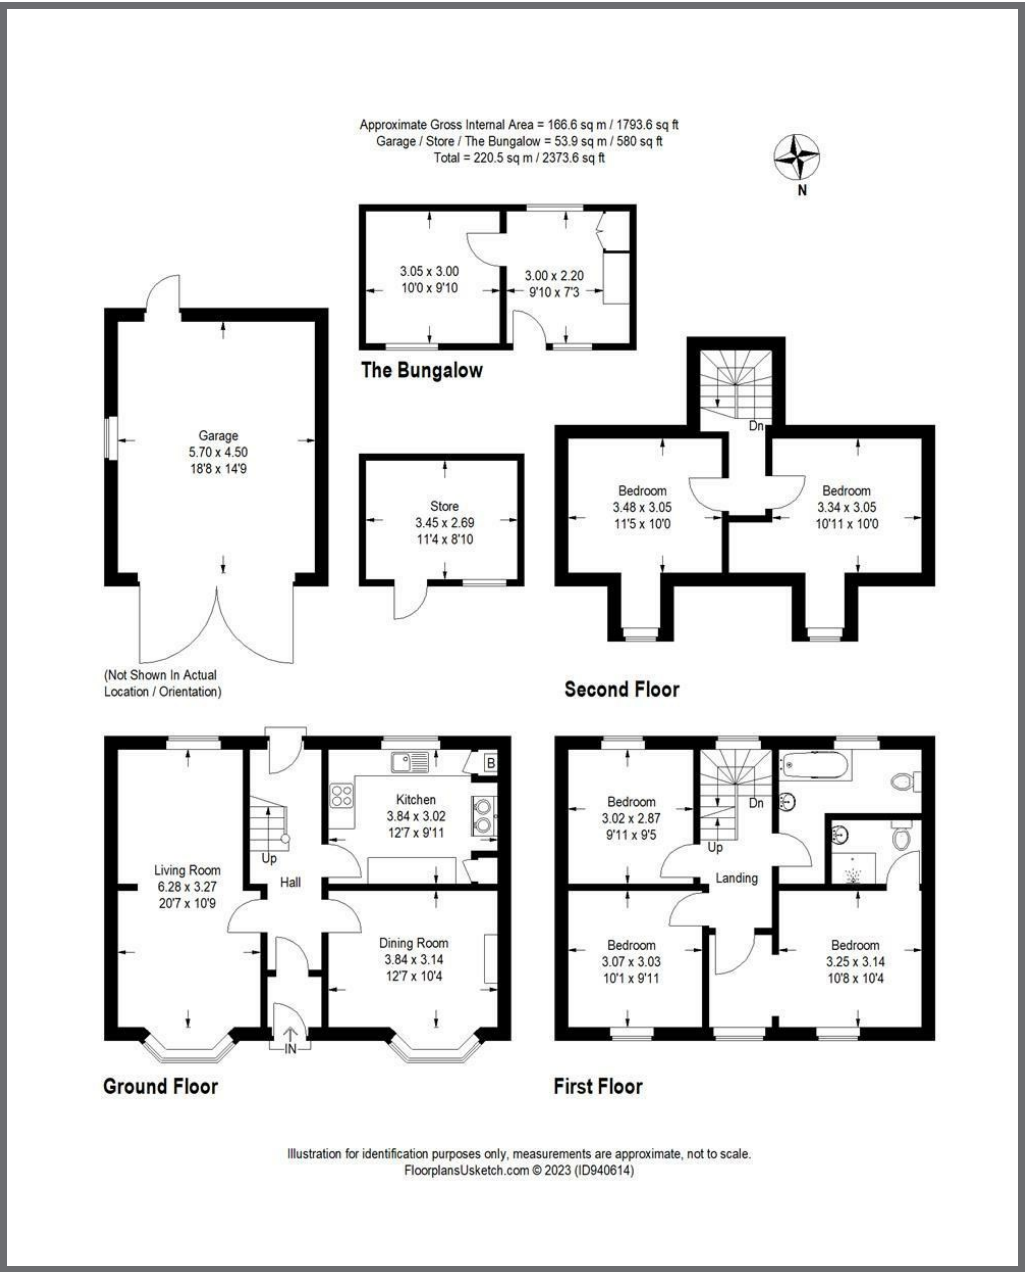 Approximate Gross Internal Area = 166.6 sq m / 1793.6 sq ft
Garage / Store / The Bungalow = 53.9 sq m / 580 sq ft
Total = 220.5 sq m / 2373.6 sq ft
N
3.05 x 3.00
10'0 x 9'10
3.00 x 2.20
9'10 x 7'3
The Bungalow
Garage
5.70 x 4.50
18'8 x 14'9
(Not Shown In Actual
Location / Orientation)
Store
3.45 x 2.69
11'4 x 8'10
Dn
Bedroom
3.48 x 3.05
11'5 x 10'0
Bedroom
3.34 x 3.05
10'11 x 10'0
Second Floor
Living Room
6.28 x 3.27
20'7 x 10'9
Up
Hall
Kitchen
3.84 x 3.02
12'7 x 9'11
B
Dining Room
3.84 x 3.14
12'7 x 10'4
IN
Ground Floor
Bedroom
3.02 x 2.87
9'11 x 9'5
Dn
Up
Landing
Bedroom
3.07 x 3.03
10'1 x 9'11
Bedroom
3.25 x 3.14
10'8 x 10'4
First Floor
Illustration for identification purposes only, measurements are approximate, not to scale.
FloorplansUsketch.com © 2023 (ID940614)